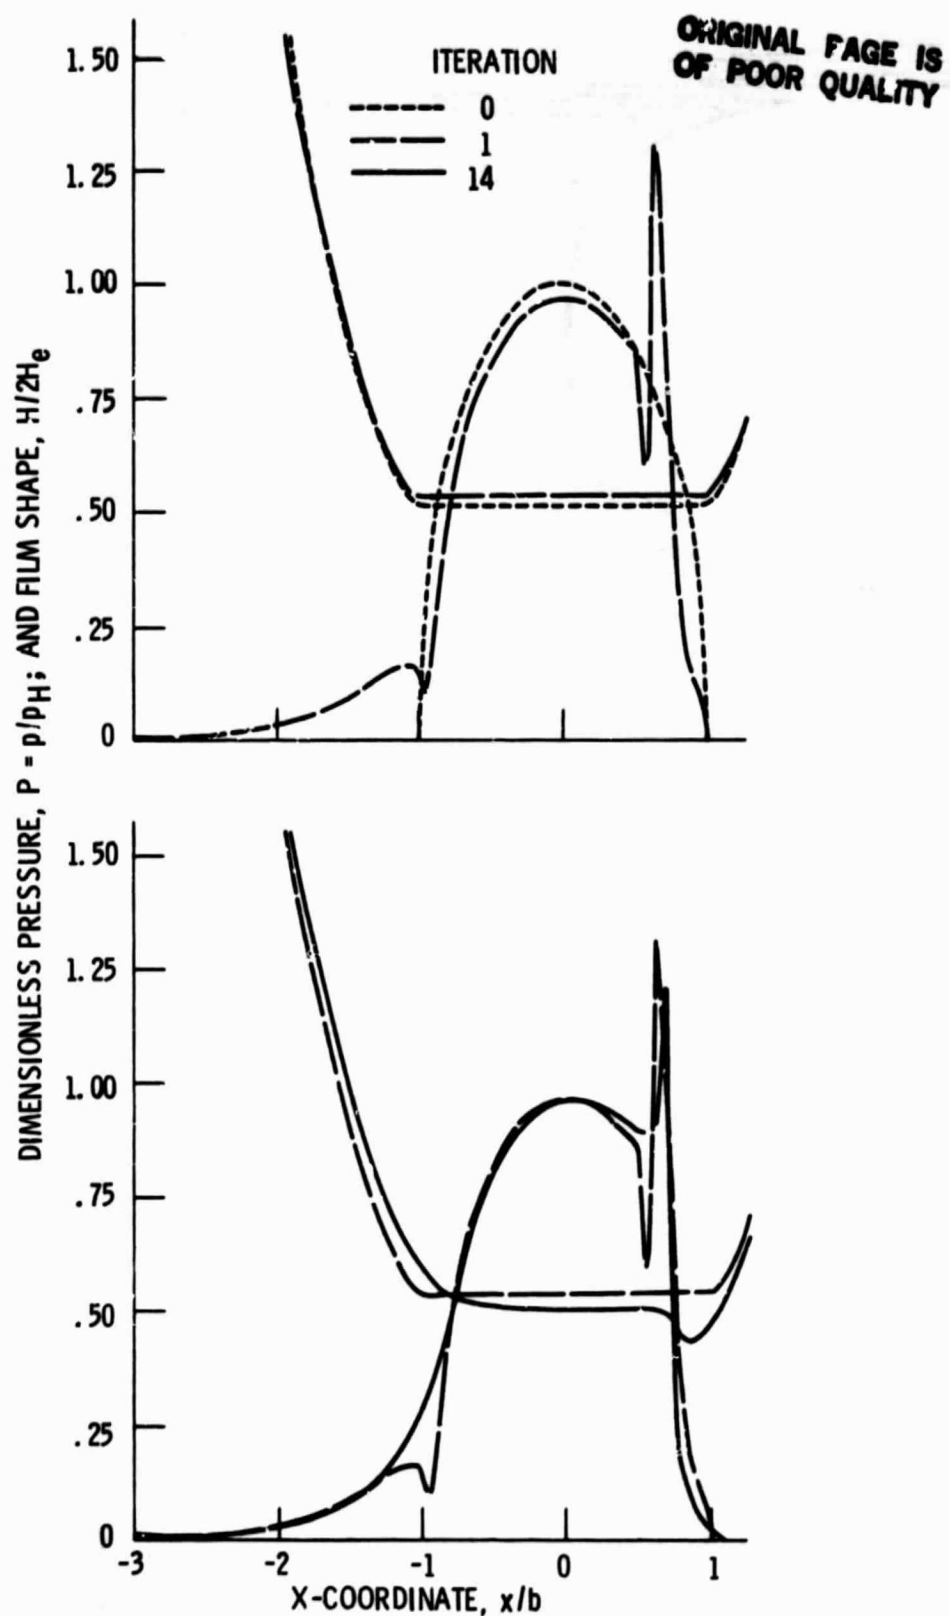 ORIGINAL PAGE IS
OF POOR QUALITY
ITERATION
0
1
14
1.50
1.25
1.00
.75
.50
.25
0
DIMENSIONLESS PRESSURE, P = p/pH; AND FILM SHAPE, H/2He
1.50
1.25
1.00
.75
.50
.25
0
-3 -2 -1 0 1
X-COORDINATE, x/b